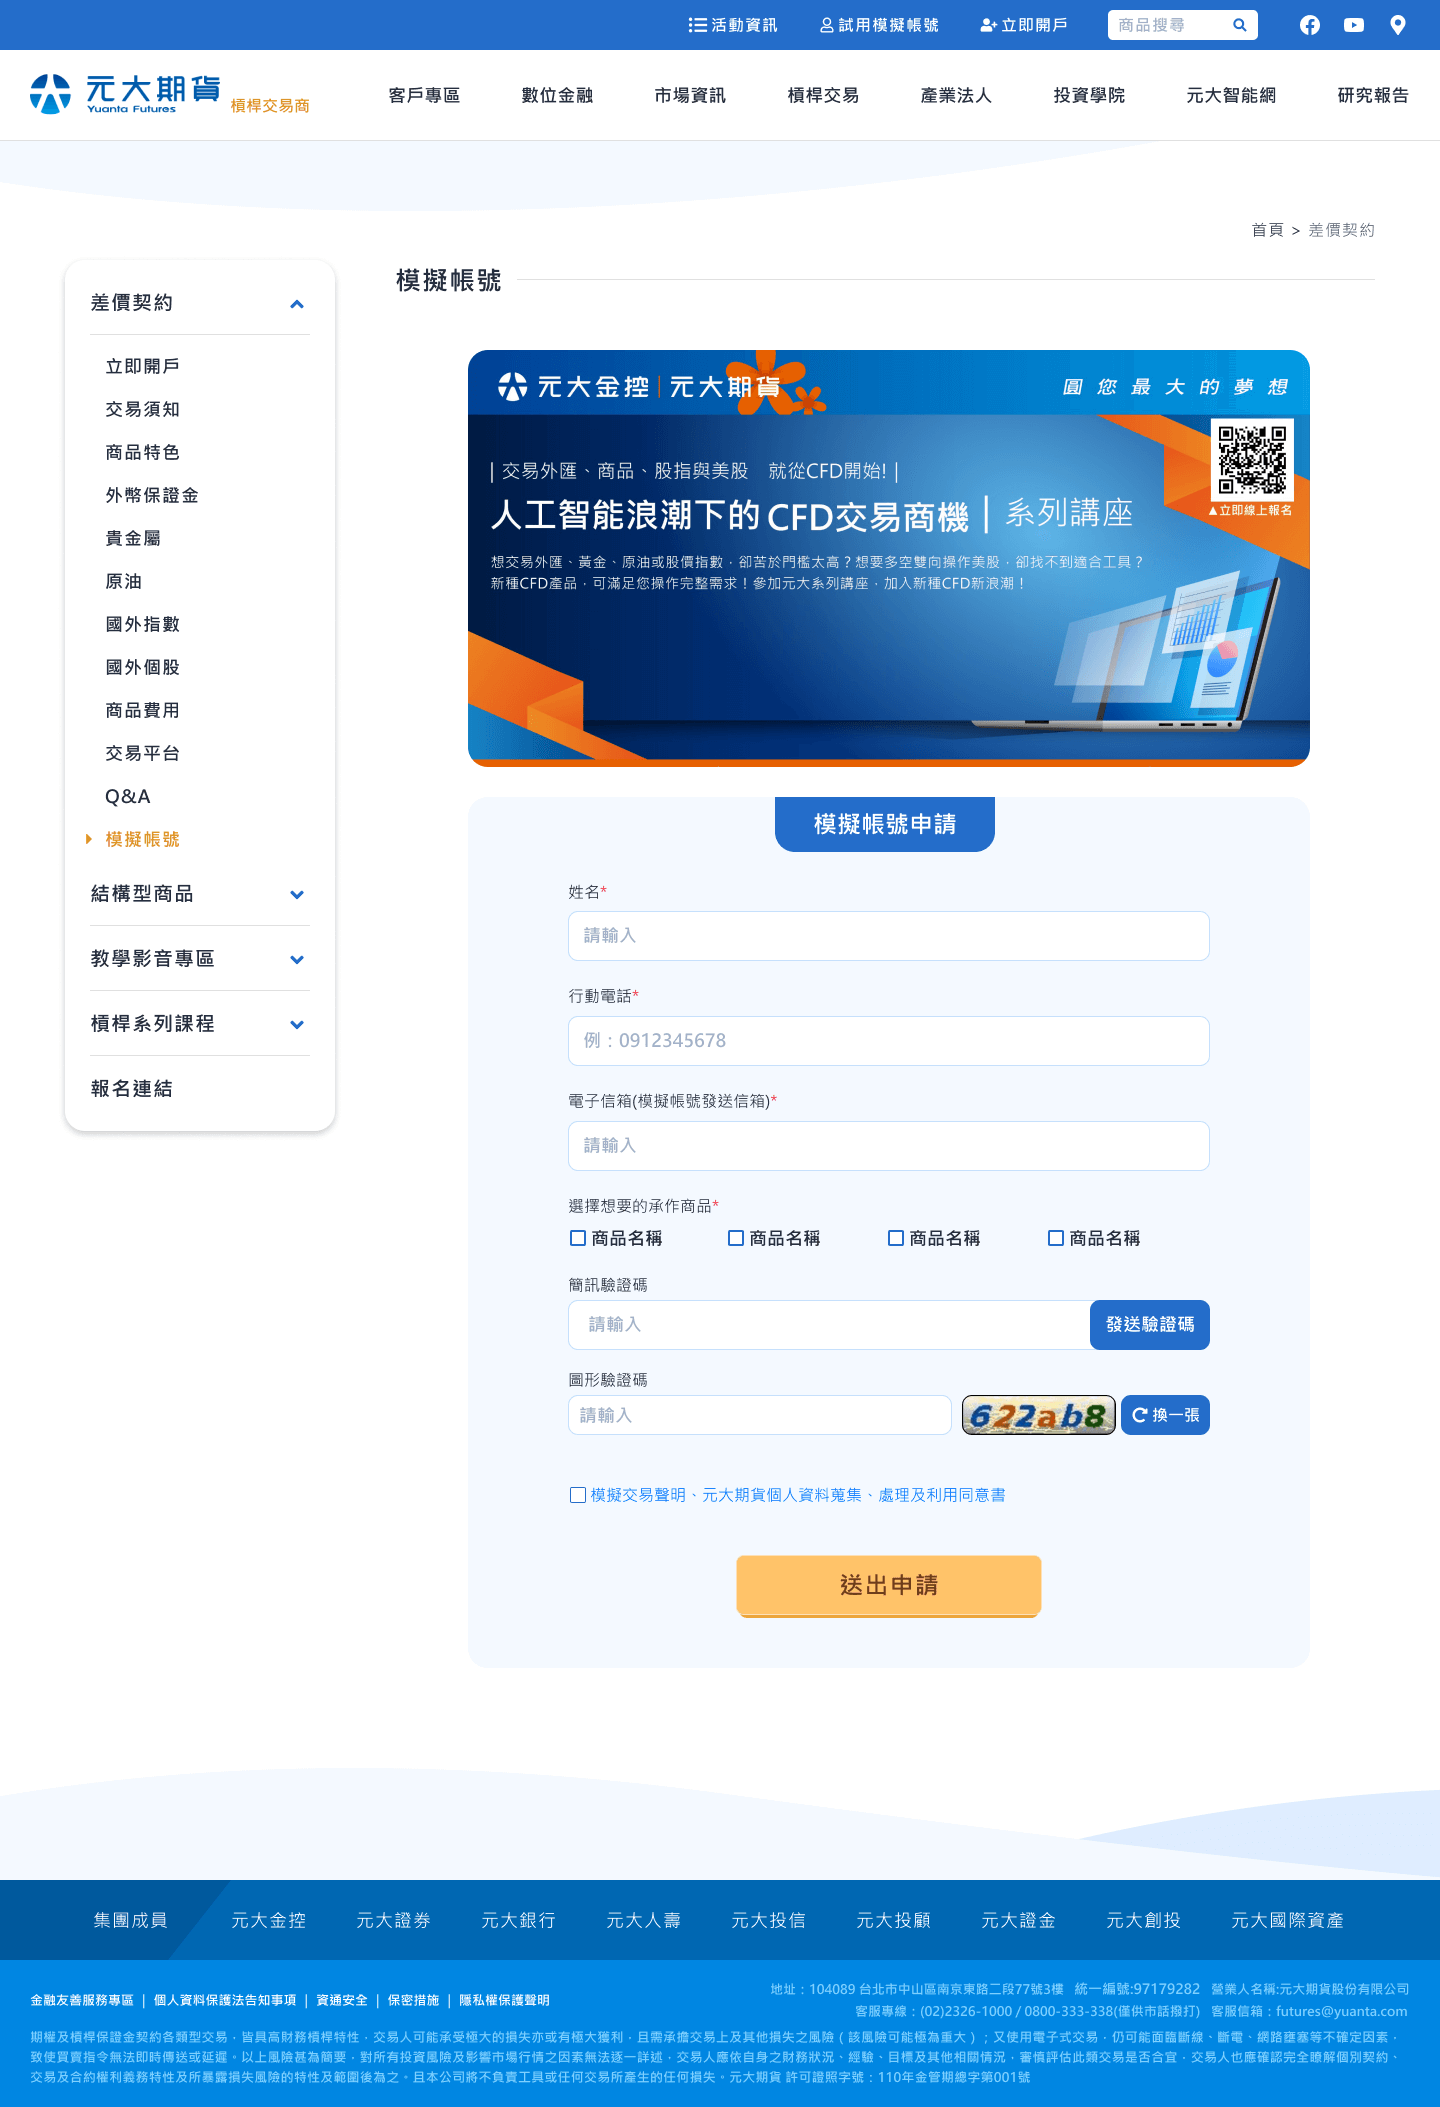 活動資訊
試用模擬帳號
立即開戶
商品搜尋
元大期貨
Yuanta Futures
槓桿交易商
客戶專區
數位金融
市場資訊
槓桿交易
產業法人
投資學院
元大智能網
研究報告
首頁 > 差價契約
差價契約
立即開戶
交易須知
商品特色
外幣保證金
貴金屬
原油
國外指數
國外個股
商品費用
交易平台
Q&A
模擬帳號
結構型商品
教學影音專區
槓桿系列課程
報名連結
模擬帳號
元大金控 | 元大期貨
圓您最大的夢想
| 交易外匯、商品、股指與美股　就從CFD開始! |
▲立即線上報名
人工智能浪潮下的 CFD交易商機 | 系列講座
想交易外匯、黃金、原油或股價指數，卻苦於門檻太高？想要多空雙向操作美股，卻找不到適合工具？
新種CFD產品，可滿足您操作完整需求！參加元大系列講座，加入新種CFD新浪潮！
模擬帳號申請
姓名*
請輸入
行動電話*
例：0912345678
電子信箱(模擬帳號發送信箱)*
請輸入
選擇想要的承作商品*
商品名稱
商品名稱
商品名稱
商品名稱
簡訊驗證碼
請輸入
發送驗證碼
圖形驗證碼
請輸入
622ab8
換一張
模擬交易聲明、元大期貨個人資料蒐集、處理及利用同意書
送出申請
集團成員
元大金控
元大證券
元大銀行
元大人壽
元大投信
元大投顧
元大證金
元大創投
元大國際資產
金融友善服務專區 | 個人資料保護法告知事項 | 資通安全 | 保密措施 | 隱私權保護聲明
地址：104089 台北市中山區南京東路二段77號3樓 統一編號:97179282 營業人名稱:元大期貨股份有限公司
客服專線：(02)2326-1000 / 0800-333-338(僅供市話撥打) 客服信箱：futures@yuanta.com
期權及槓桿保證金契約各類型交易，皆具高財務槓桿特性，交易人可能承受極大的損失亦或有極大獲利，且需承擔交易上及其他損失之風險（該風險可能極為重大）；又使用電子式交易，仍可能面臨斷線、斷電、網路壅塞等不確定因素，
致使買賣指令無法即時傳送或延遲。以上風險甚為簡要，對所有投資風險及影響市場行情之因素無法逐一詳述，交易人應依自身之財務狀況、經驗、目標及其他相關情況，審慎評估此類交易是否合宜，交易人也應確認完全瞭解個別契約、
交易及合約權利義務特性及所暴露損失風險的特性及範圍後為之。且本公司將不負責工具或任何交易所產生的任何損失。元大期貨 許可證照字號：110年金管期總字第001號